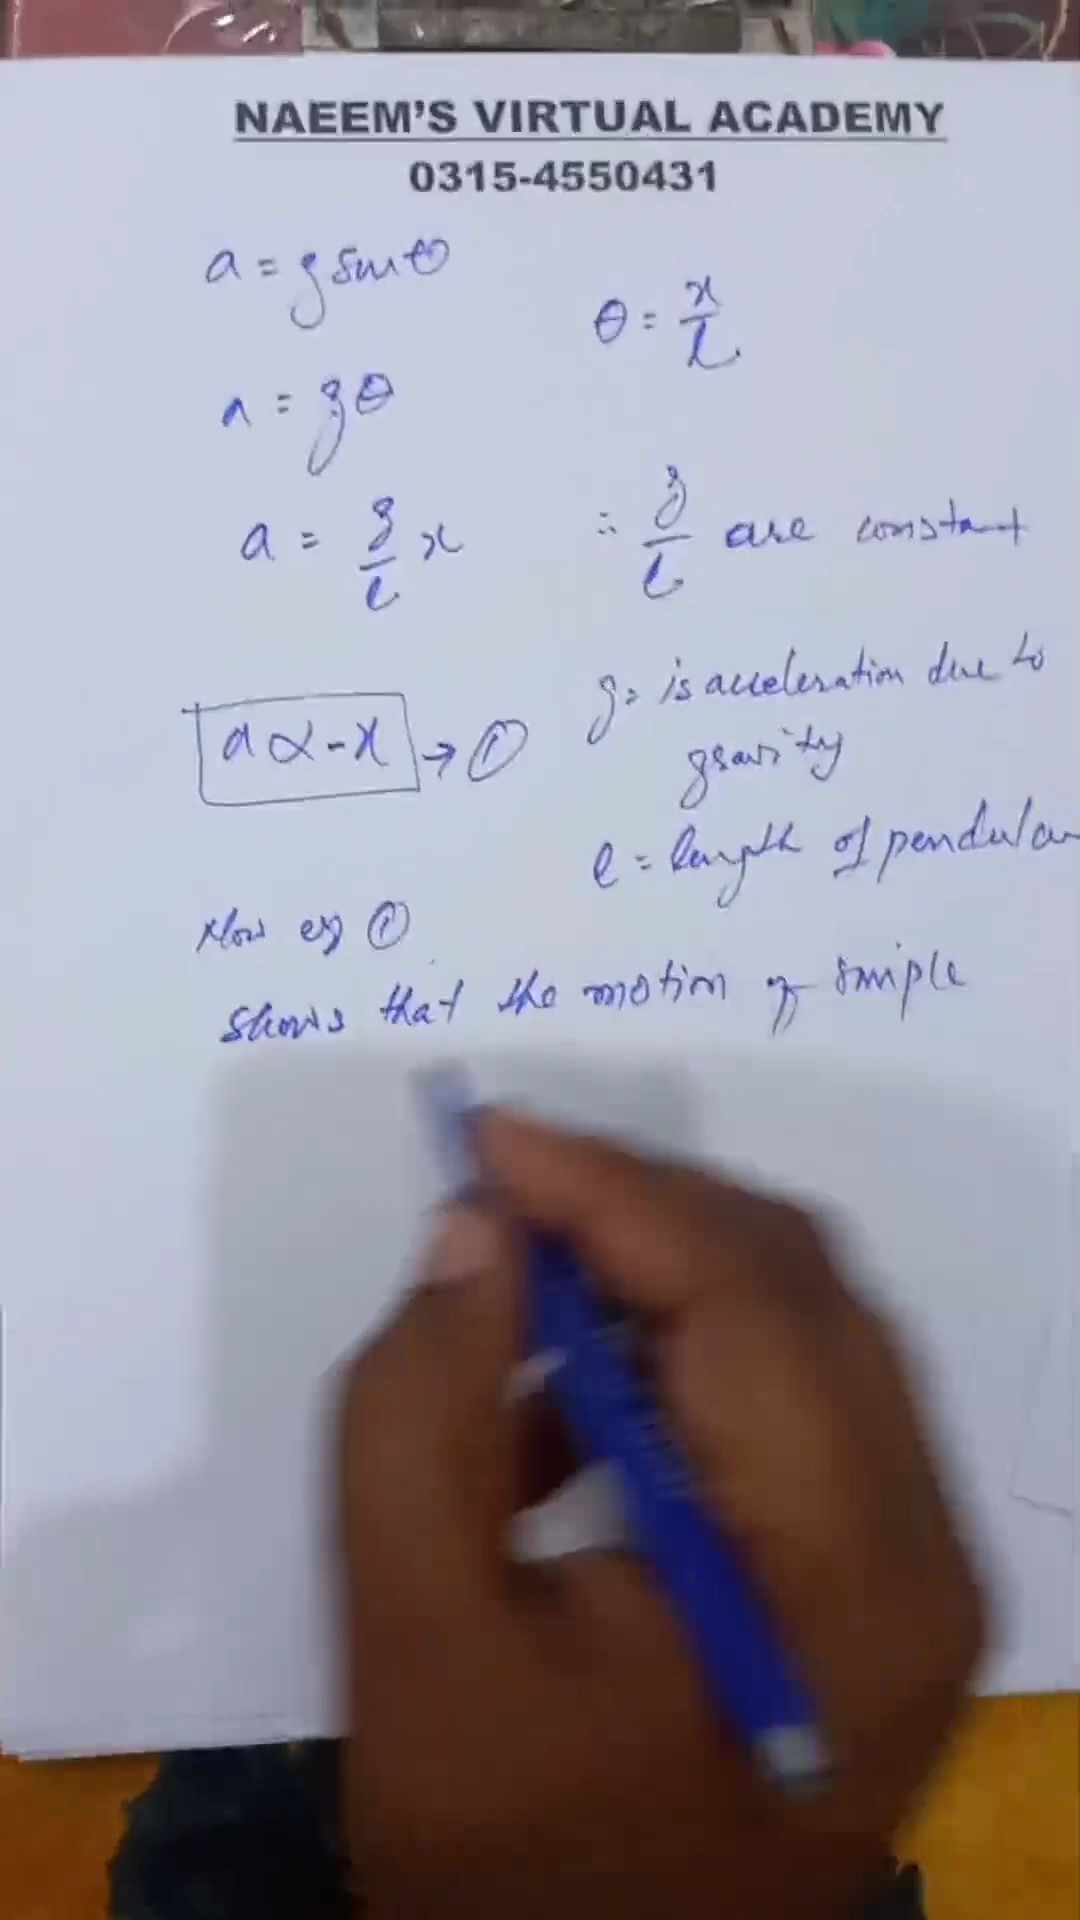 NAEEM'S VIRTUAL ACADEMY
0315-4550431
a = g sinθ
θ = x/L
a = gθ
a = g/l x
∴ g/l are constant
g = is acceleration due to gravity
a α - x → ①
l = length of pendulum
Now eq ①
shows that the motion of simple